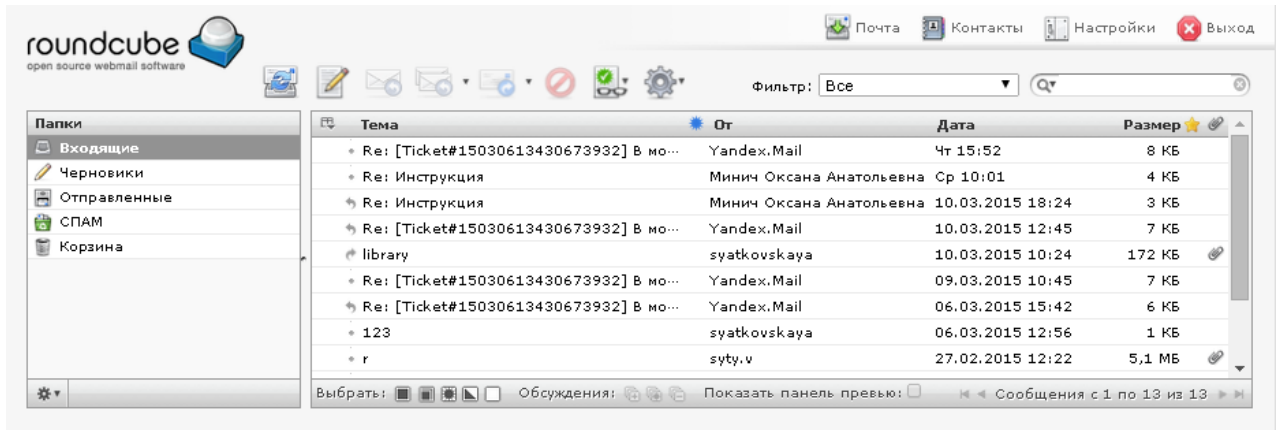 roundcube
open source webmail software
Почта Контакты Настройки Выход
Фильтр: Все
Папки
Входящие
Черновики
Отправленные
СПАМ
Корзина
Тема От Дата Размер
Re: [Ticket#15030613430673932] В мо... Yandex.Mail Чт 15:52 8 КБ
Re: Инструкция Минич Оксана Анатольевна Ср 10:01 4 КБ
Re: Инструкция Минич Оксана Анатольевна 10.03.2015 18:24 3 КБ
Re: [Ticket#15030613430673932] В мо... Yandex.Mail 10.03.2015 12:45 7 КБ
library syatkovskaya 10.03.2015 10:24 172 КБ
Re: [Ticket#15030613430673932] В мо... Yandex.Mail 09.03.2015 10:45 7 КБ
Re: [Ticket#15030613430673932] В мо... Yandex.Mail 06.03.2015 15:42 6 КБ
123 syatkovskaya 06.03.2015 12:56 1 КБ
r syty.v 27.02.2015 12:22 5,1 МБ
Выбрать: Обсуждения: Показать панель превью: Сообщения с 1 по 13 из 13